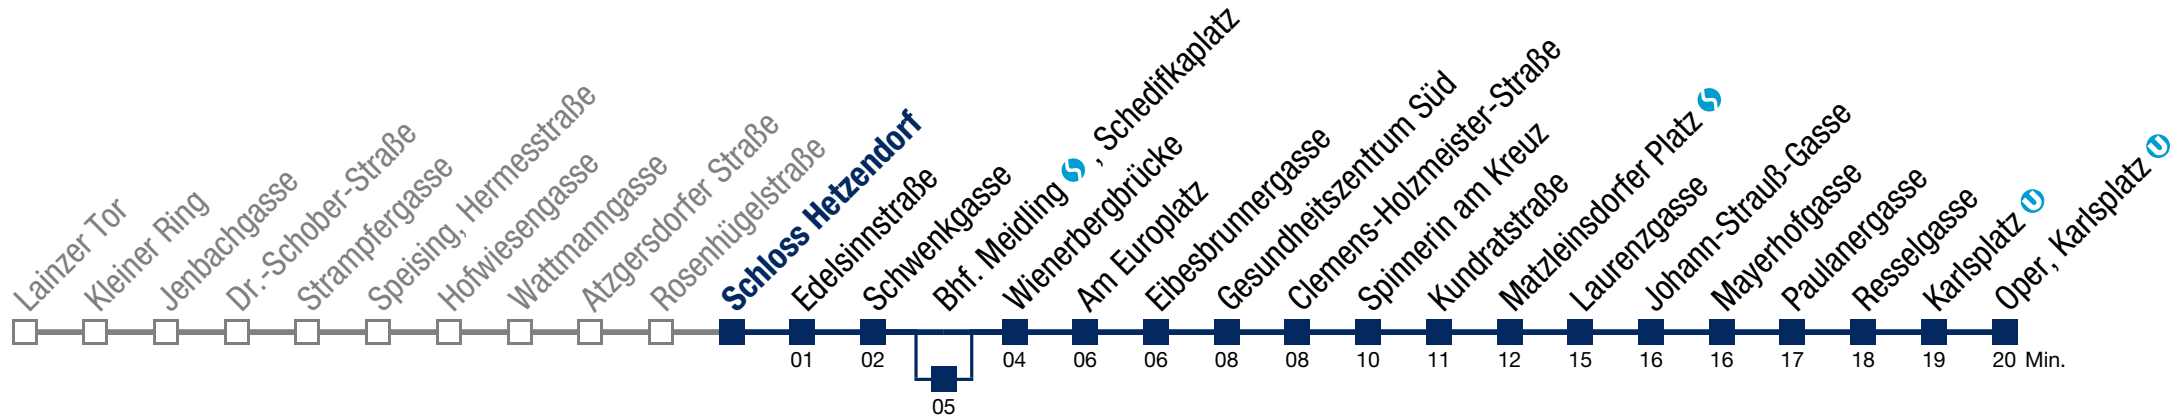 Lainzer Tor
Kleiner Ring
Jenbachgasse
Dr.-Schober-Straße
Strampfergasse
Speising, Hermesstraße
Hofwiesengasse
Wattmanngasse
Atzgersdorfer Straße
Rosenhügelstraße
Schloss Hetzendorf
Edelsinnstraße
Schwenkgasse
Bhf. Meidling S, Schedifkaplatz
Wienerbergbrücke
Am Europlatz
Eibesbrunnergasse
Gesundheitszentrum Süd
Clemens-Holzmeister-Straße
Spinnerin am Kreuz
Kundratstraße
Matzleinsdorfer Platz S
Laurenzgasse
Johann-Strauß-Gasse
Mayerhofgasse
Paulanergasse
Resselgasse
Karlsplatz U
Oper, Karlsplatz U
01 02 04 06 06 08 08 10 11 12 15 16 16 17 18 19 20 Min.
05